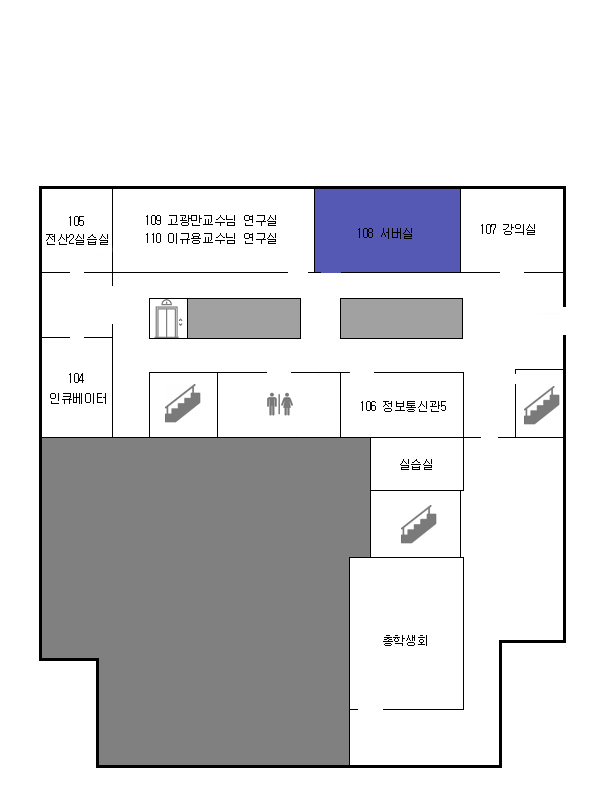 105
전산2실습실
109 고광만교수님 연구실
110 이규용교수님 연구실
108 서버실
107 강의실
104
인큐베이터
106 정보통신관5
실습실
총학생회